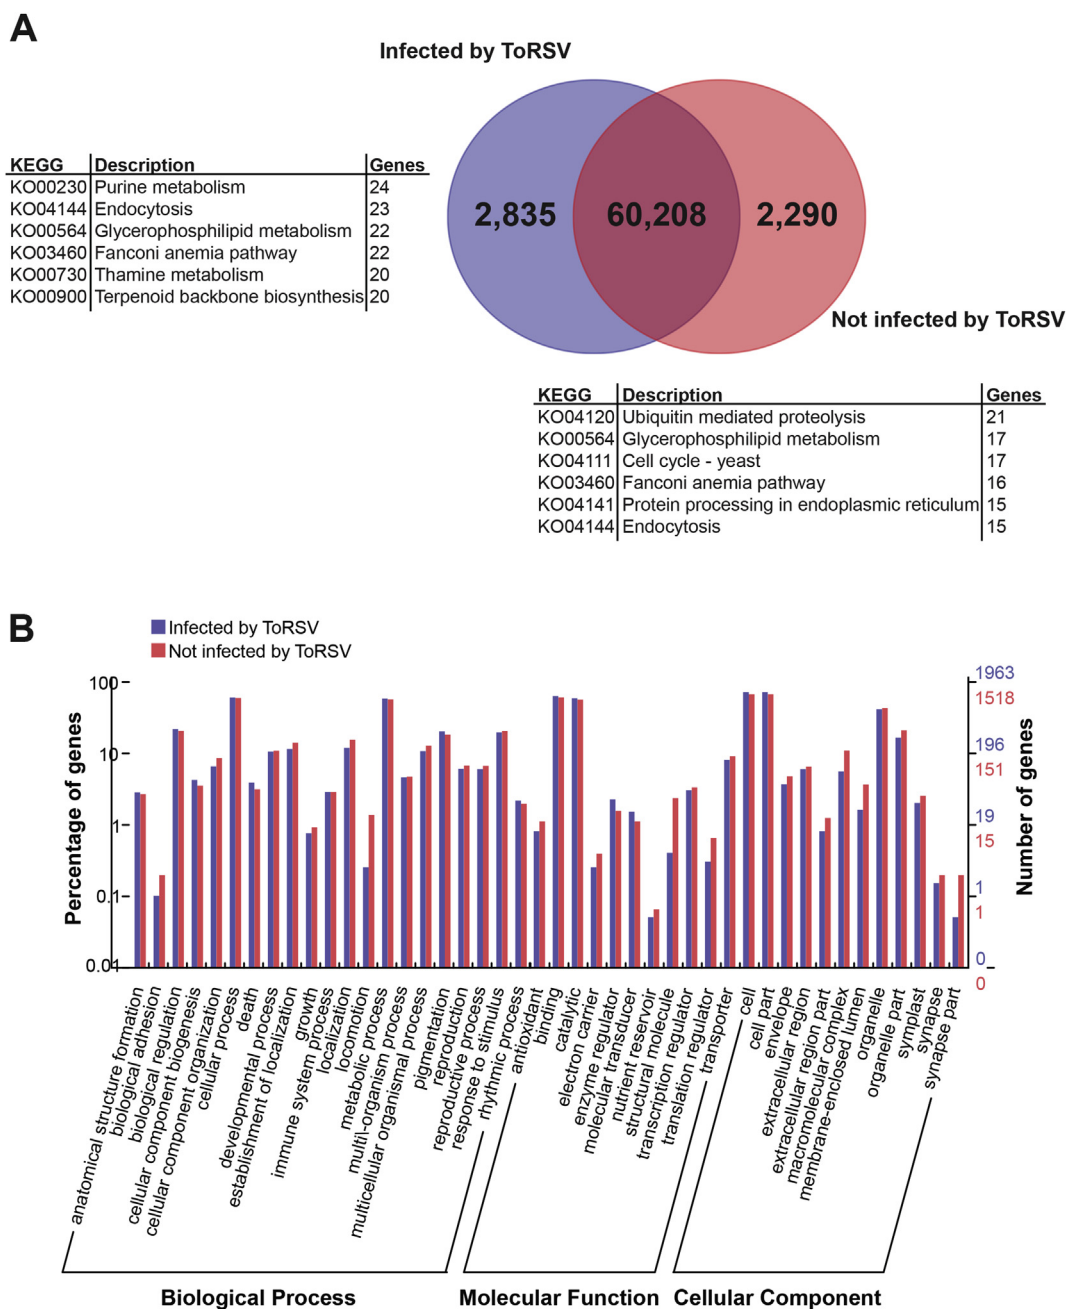 A
Infected by ToRSV
2,835
60,208
2,290
Not infected by ToRSV
KEGG Description Genes
KO00230 Purine metabolism 24
KO04144 Endocytosis 23
KO00564 Glycerophosphilipid metabolism 22
KO03460 Fanconi anemia pathway 22
KO00730 Thamine metabolism 20
KO00900 Terpenoid backbone biosynthesis 20
KEGG Description Genes
KO04120 Ubiquitin mediated proteolysis 21
KO00564 Glycerophosphilipid metabolism 17
KO04111 Cell cycle - yeast 17
KO03460 Fanconi anemia pathway 16
KO04141 Protein processing in endoplasmic reticulum 15
KO04144 Endocytosis 15
B
Infected by ToRSV
Not infected by ToRSV
Percentage of genes
100
10
1
0.1
0.01
1963
1518
196
151
19
15
1
1
0
0
Number of genes
anatomical structure formation
biological adhesion
biological regulation
cellular component biogenesis
cellular component organization
cellular process
death
developmental process
establishment of localization
growth
immune system process
localization
locomotion
metabolic process
multi\-organism process
multicellular organismal process
pigmentation
reproduction
reproductive process
response to stimulus
rhythmic process
antioxidant
binding
catalytic
electron carrier
enzyme regulator
molecular transducer
nutrient reservoir
structural molecule
transcription regulator
translation regulator
transporter
cell
cell part
envelope
extracellular region
extracellular region part
macromolecular complex
membrane-enclosed lumen
organelle
organelle part
symplast
synapse
synapse part
Biological Process
Molecular Function
Cellular Component